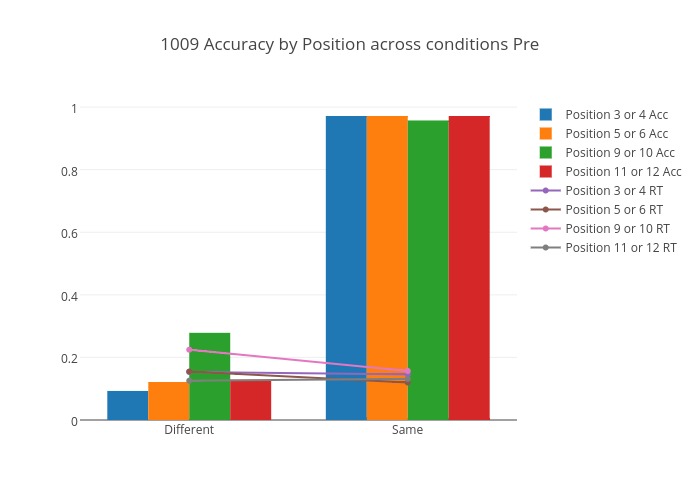 1009 Accuracy by Position across conditions Pre
1
0.8
0.6
0.4
0.2
0
Different
Same
Position 3 or 4 Acc
Position 5 or 6 Acc
Position 9 or 10 Acc
Position 11 or 12 Acc
Position 3 or 4 RT
Position 5 or 6 RT
Position 9 or 10 RT
Position 11 or 12 RT